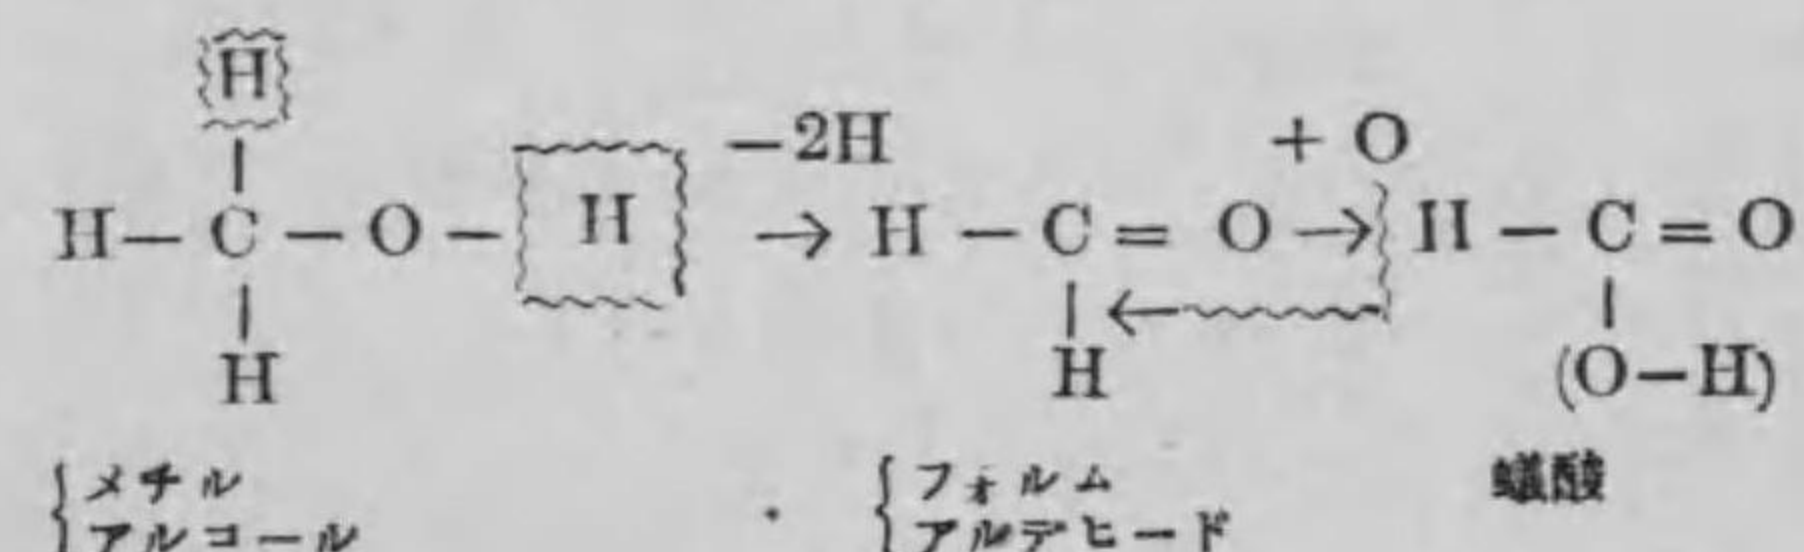 H
−2H + O
H−C−O−H → H−C=O → H−C=O
H H (O−H)
メチル フォルム 蟻酸
アルコール アルデヒード